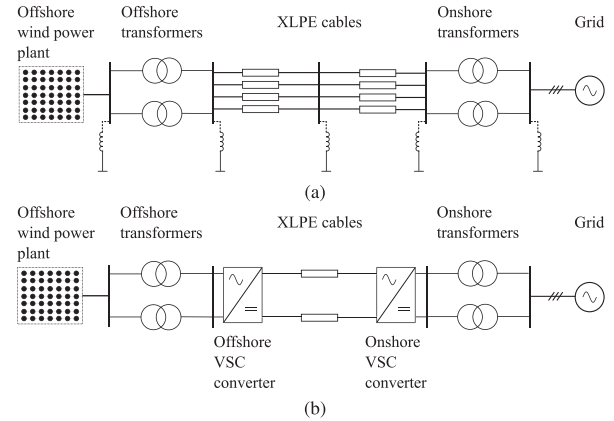 Offshore
wind power
plant
Offshore
transformers
XLPE cables
Onshore
transformers
Grid
(a)
Offshore
wind power
plant
Offshore
transformers
XLPE cables
Onshore
transformers
Grid
Offshore
VSC
converter
Onshore
VSC
converter
(b)